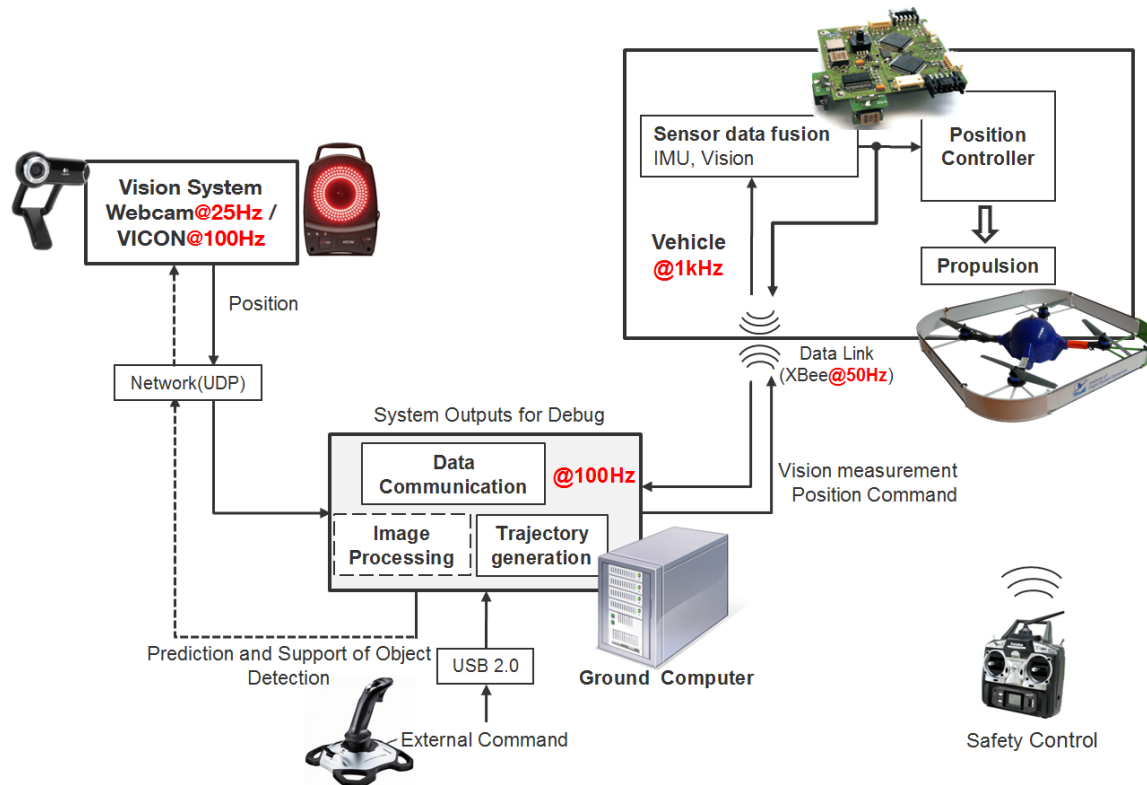 Sensor data fusion
IMU, Vision
Position
Controller
Vision System
Webcam@25Hz /
VICON@100Hz
Vehicle
@1kHz
Propulsion
Position
Data Link
(XBee@50Hz)
Network(UDP)
System Outputs for Debug
Data
Communication
@100Hz
Vision measurement
Position Command
Image
Processing
Trajectory
generation
Prediction and Support of Object
Detection
USB 2.0
Ground Computer
External Command
Safety Control